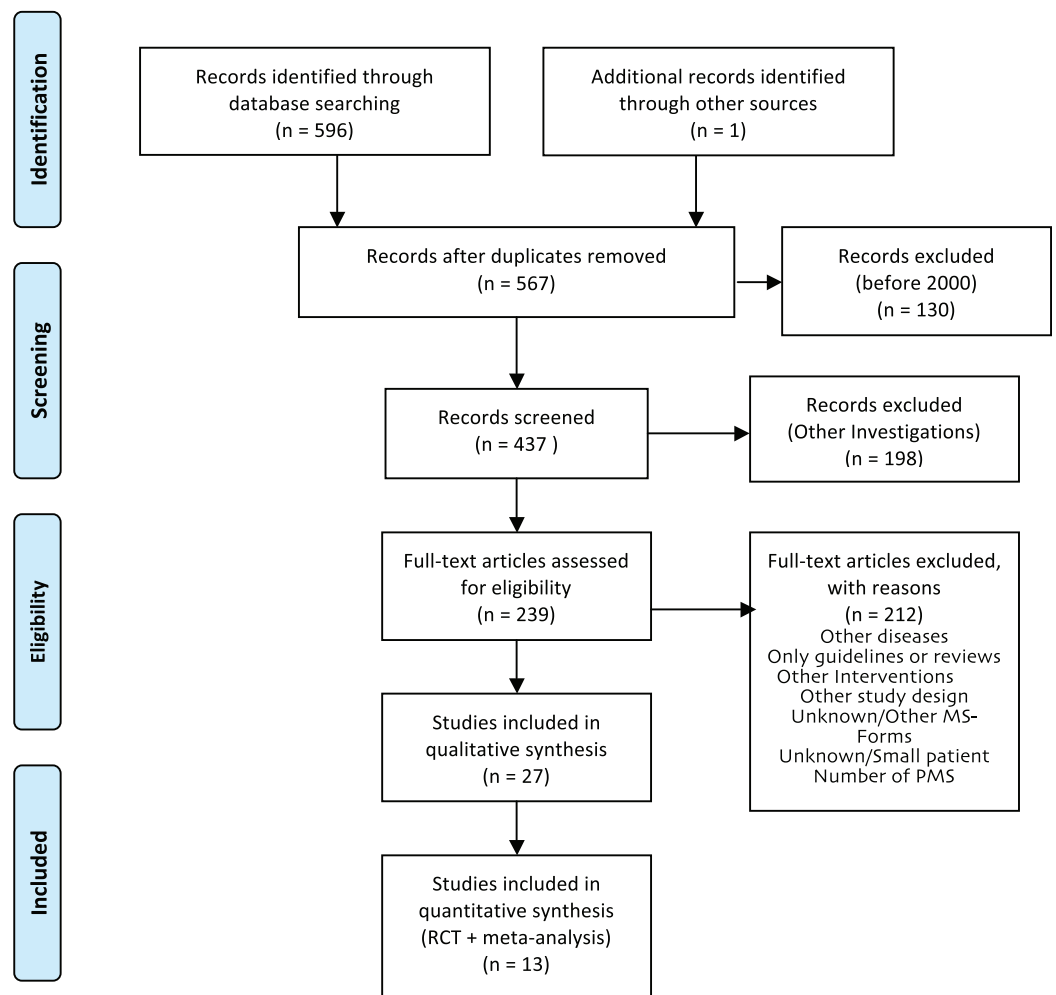 Identification
Records identified through
database searching
(n = 596)
Additional records identified
through other sources
(n = 1)
Records after duplicates removed
(n = 567)
Records excluded
(before 2000)
(n = 130)
Screening
Records screened
(n = 437 )
Records excluded
(Other Investigations)
(n = 198)
Eligibility
Full-text articles assessed
for eligibility
(n = 239)
Full-text articles excluded,
with reasons
(n = 212)
Other diseases
Only guidelines or reviews
Other Interventions
Other study design
Unknown/Other MS-
Forms
Unknown/Small patient
Number of PMS
Studies included in
qualitative synthesis
(n = 27)
Included
Studies included in
quantitative synthesis
(RCT + meta-analysis)
(n = 13)